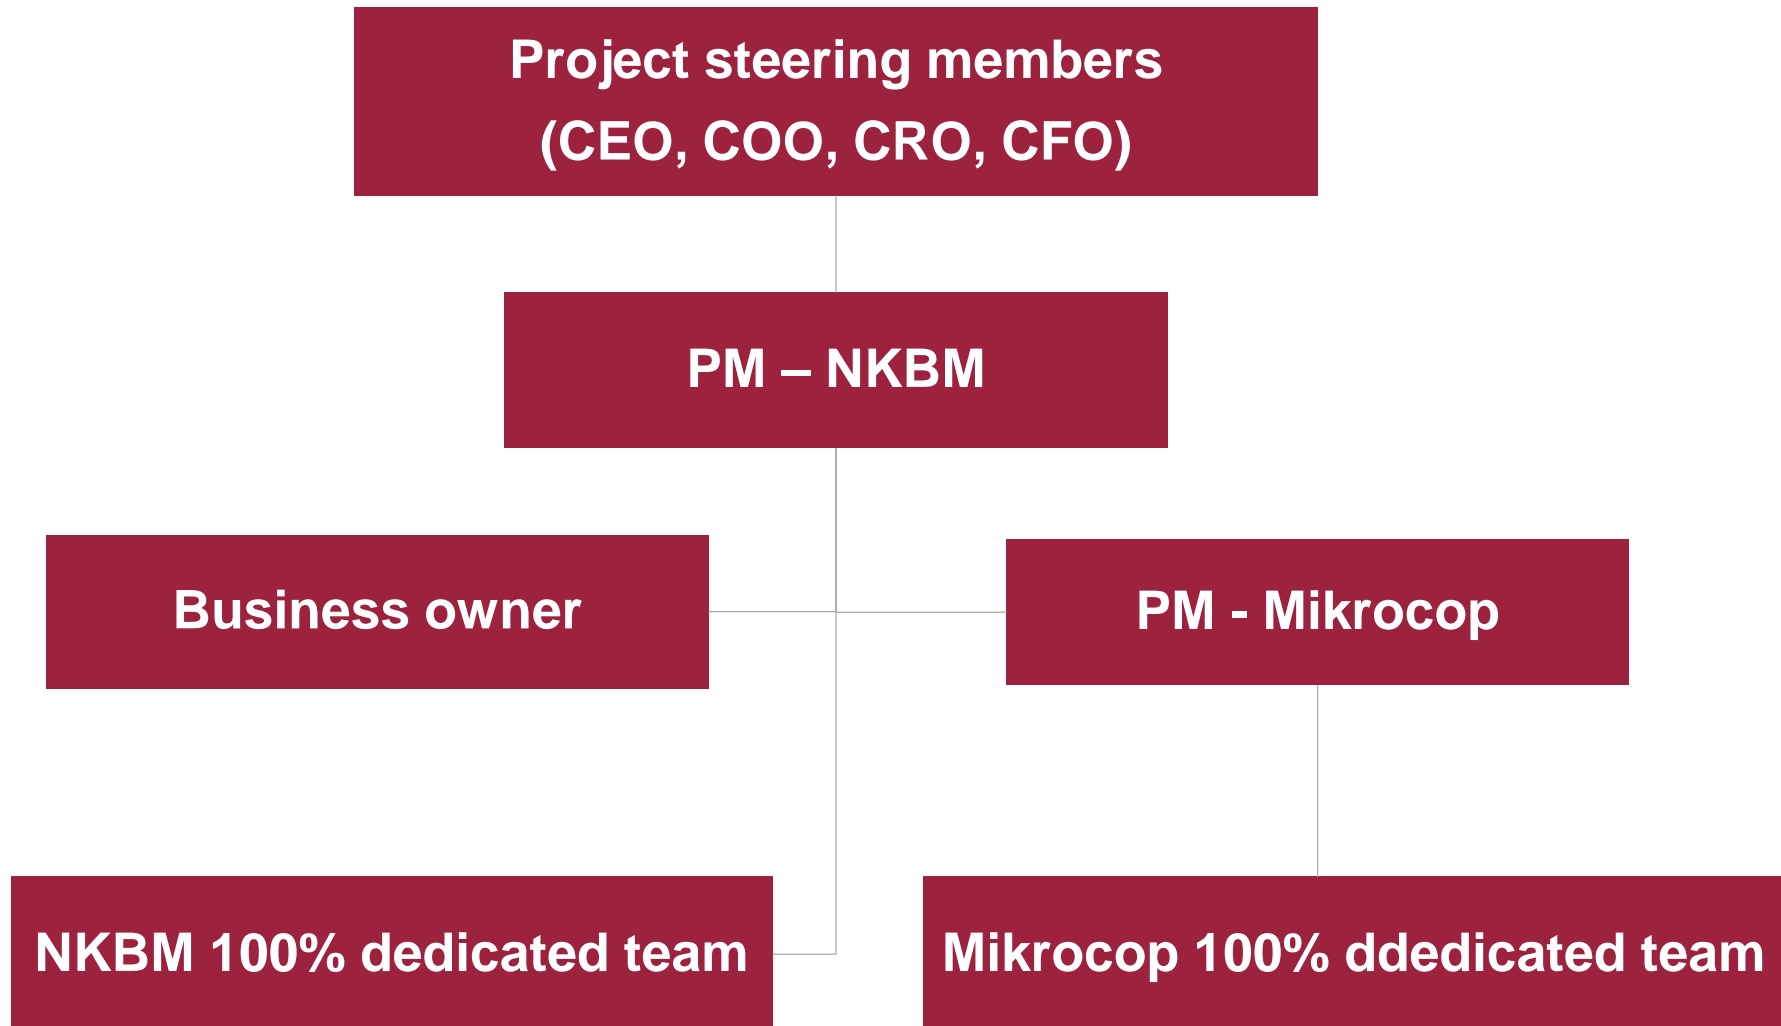 Project steering members
(CEO, COO, CRO, CFO)
PM – NKBM
Business owner
PM - Mikrocop
NKBM 100% dedicated team
Mikrocop 100% ddedicated team